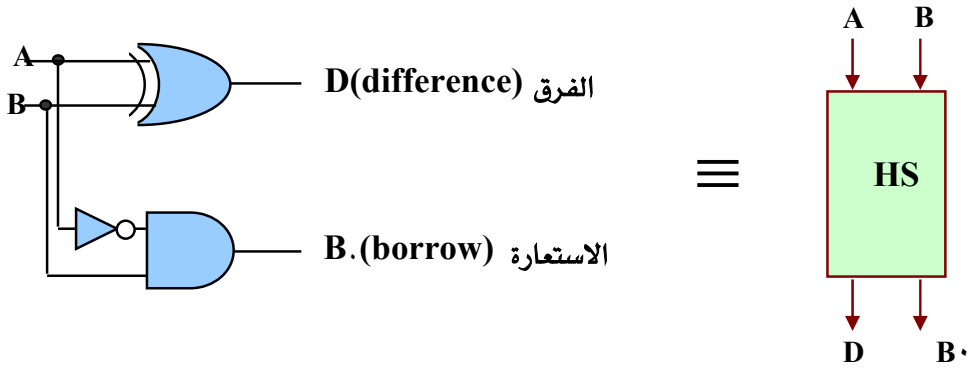 A
B
D(difference) الفرق
B.(borrow) الاستعارة
≡
A B
HS
D B٠